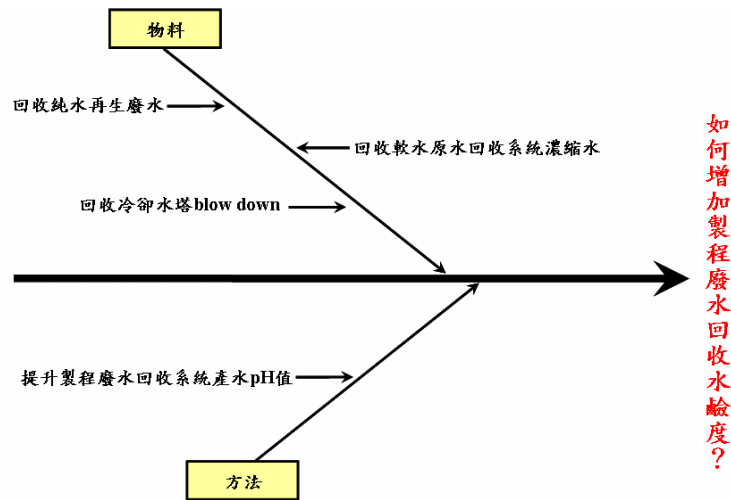 物料
回收純水再生廢水
回收軟水原水回收系統濃縮水
回收冷卻水塔blow down
如何增加製程廢水回收水鹼度？
提升製程廢水回收系統產水pH值
方法